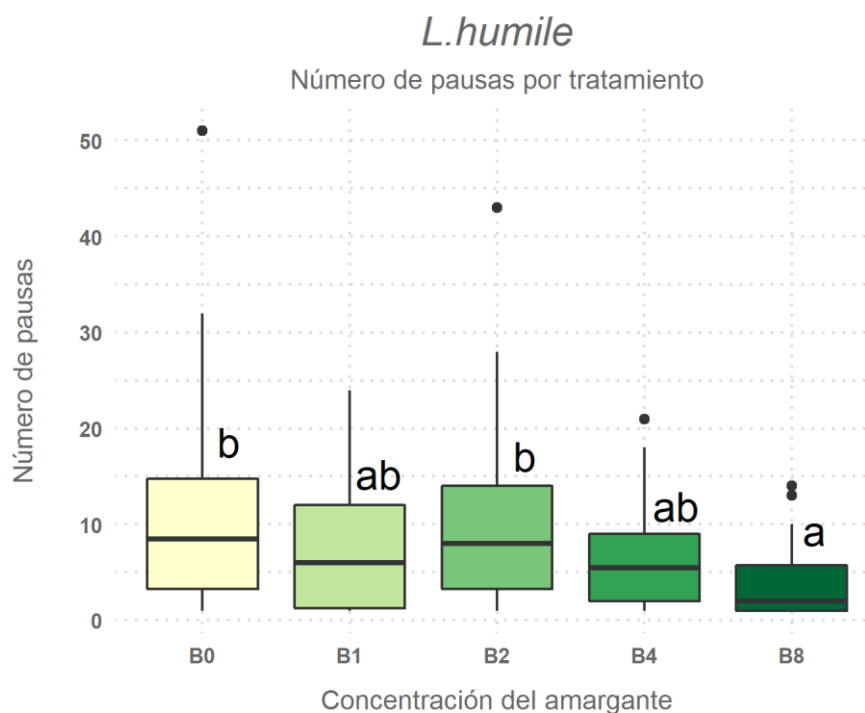 L.humile
Número de pausas por tratamiento
Número de pausas
50
40
30
20
10
0
b
ab
b
ab
a
B0 B1 B2 B4 B8
Concentración del amargante